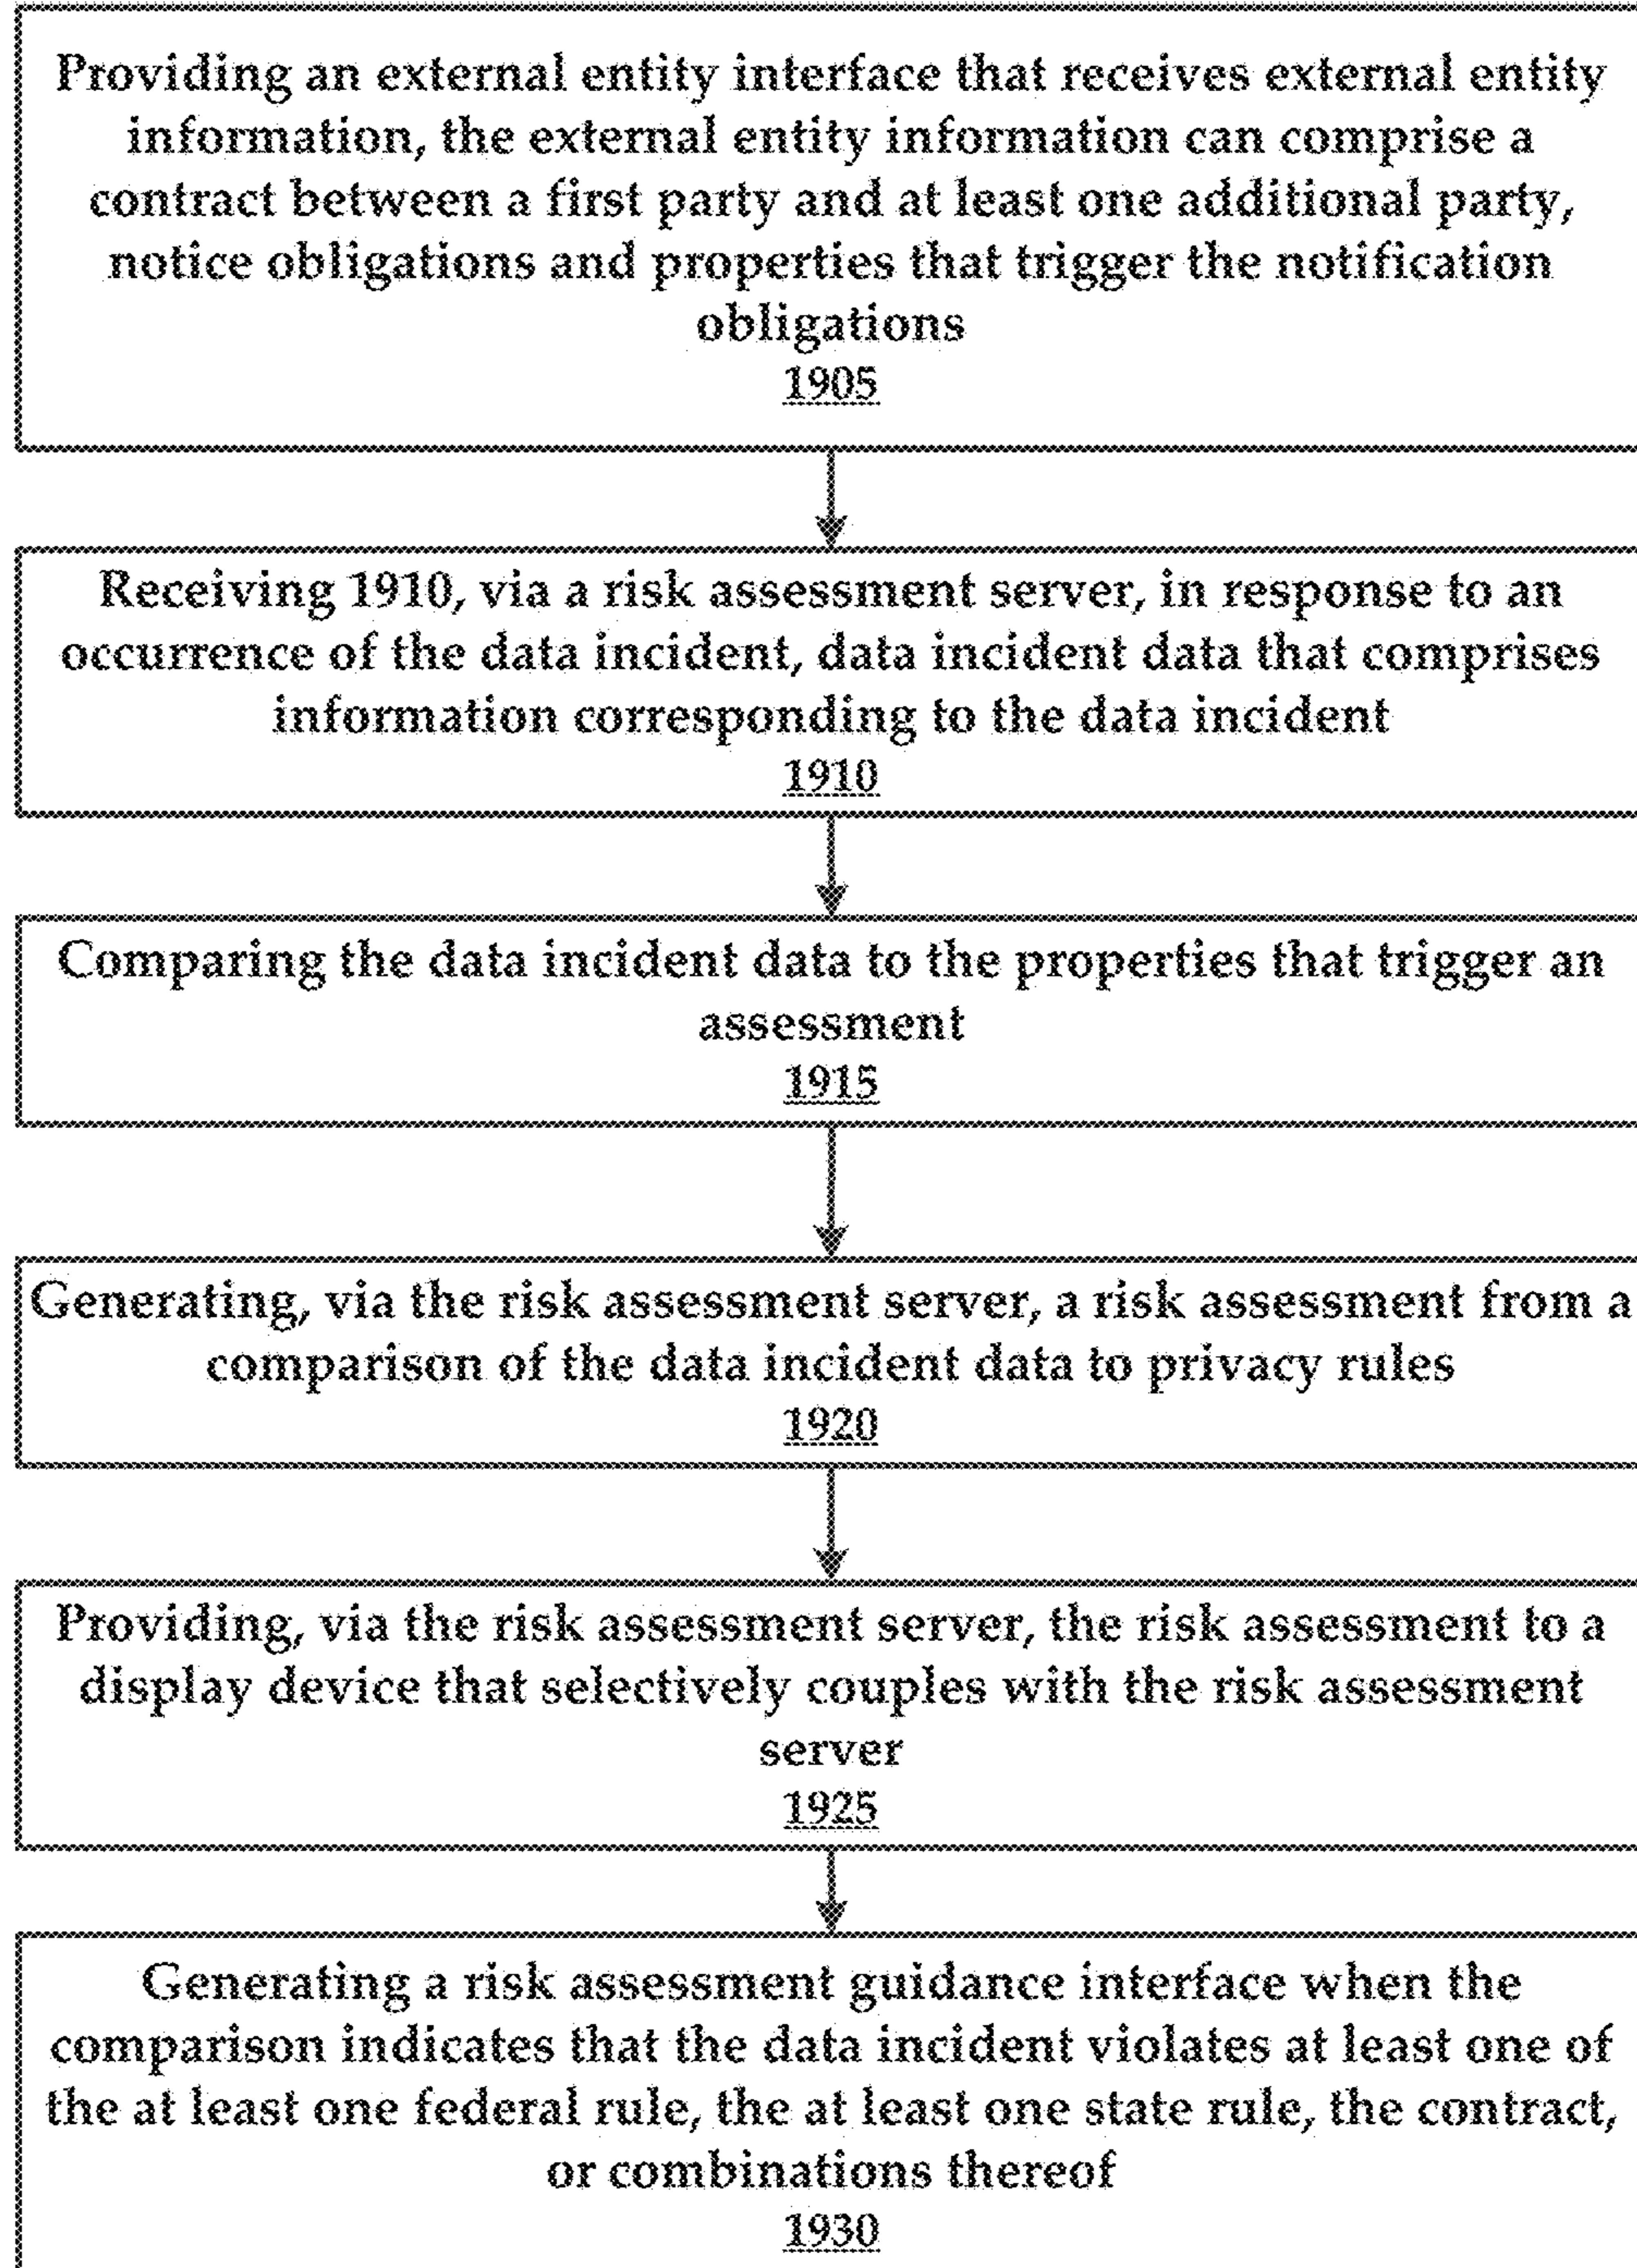 Providing an external entity interface that receives external entity
information, the external entity information can comprise a
contract between a first party and at least one additional party,
notice obligations and properties that trigger the notification
obligations
1905
Receiving 1910, via a risk assessment server, in response to an
occurrence of the data incident, data incident data that comprises
information corresponding to the data incident
1910
Comparing the data incident data to the properties that trigger an
assessment
1915
Generating, via the risk assessment server, a risk assessment from a
comparison of the data incident data to privacy rules
1920
Providing, via the risk assessment server, the risk assessment to a
display device that selectively couples with the risk assessment
server
1925
Generating a risk assessment guidance interface when the
comparison indicates that the data incident violates at least one of
the at least one federal rule, the at least one state rule, the contract,
or combinations thereof
1930